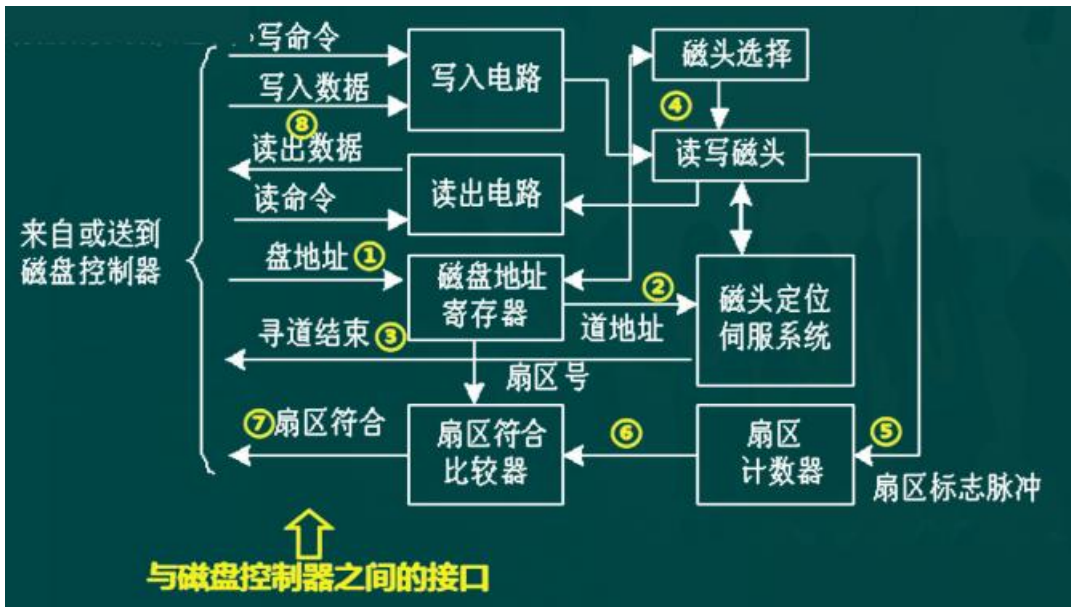 写命令
写入数据
⑧
读出数据
读命令
来自或送到
磁盘控制器
盘地址①
寻道结束③
⑦扇区符合
写入电路
读出电路
磁盘地址
寄存器
②
道地址
扇区号
扇区符合
比较器
⑥
磁头选择
④
读写磁头
磁头定位
伺服系统
扇区
计数器
⑤
扇区标志脉冲
与磁盘控制器之间的接口